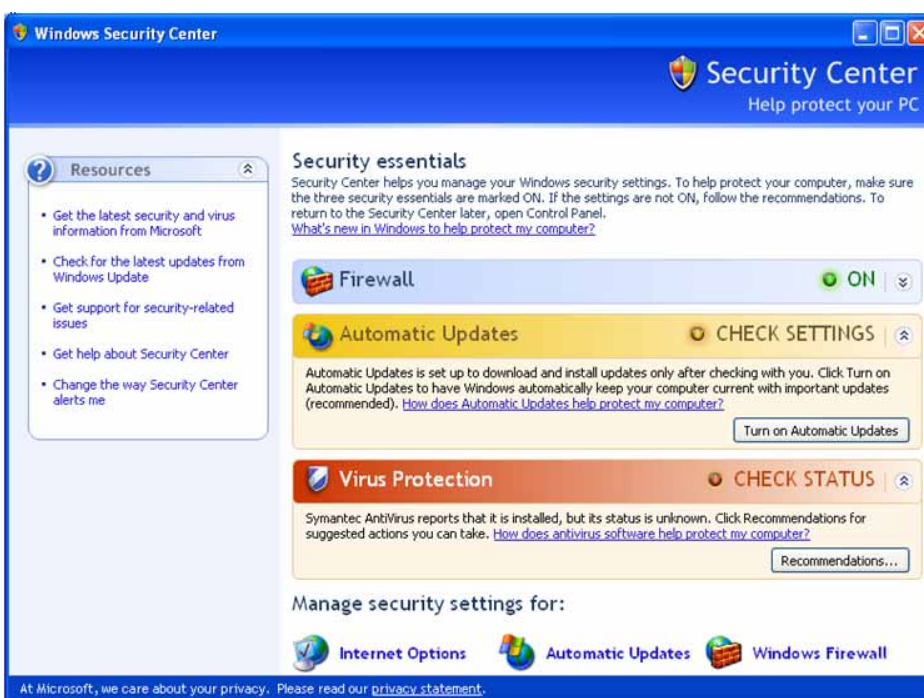 Windows Security Center
Security Center
Help protect your PC
Resources
• Get the latest security and virus
information from Microsoft
• Check for the latest updates from
Windows Update
• Get support for security-related
issues
• Get help about Security Center
• Change the way Security Center
alerts me
Security essentials
Security Center helps you manage your Windows security settings. To help protect your computer, make sure
the three security essentials are marked ON. If the settings are not ON, follow the recommendations. To
return to the Security Center later, open Control Panel.
What's new in Windows to help protect my computer?
Firewall
ON
Automatic Updates
CHECK SETTINGS
Automatic Updates is set up to download and install updates only after checking with you. Click Turn on
Automatic Updates to have Windows automatically keep your computer current with important updates
(recommended). How does Automatic Updates help protect my computer?
Turn on Automatic Updates
Virus Protection
CHECK STATUS
Symantec AntiVirus reports that it is installed, but its status is unknown. Click Recommendations for
suggested actions you can take. How does antivirus software help protect my computer?
Recommendations...
Manage security settings for:
Internet Options
Automatic Updates
Windows Firewall
At Microsoft, we care about your privacy. Please read our privacy statement.